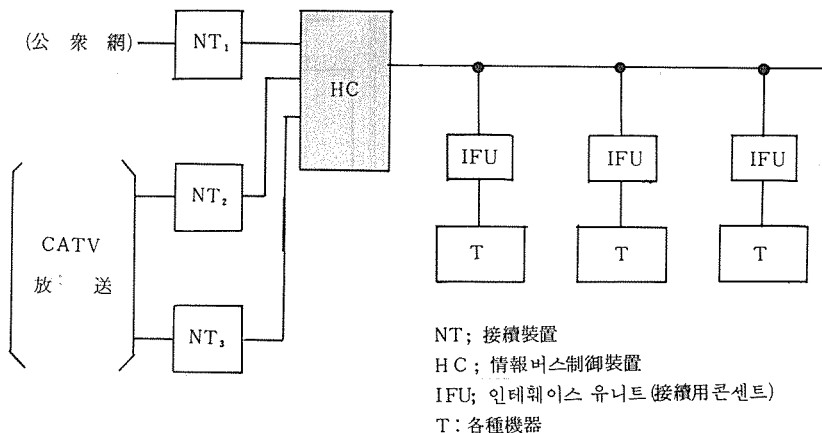 (公 衆 網)
NT₁
HC
NT₂
CATV
放 送
NT₃
IFU
IFU
IFU
T
T
T
NT; 接續裝置
HC; 情報버스制御裝置
IFU; 인테훼이스 유니트(接續用콘센트)
T : 各種機器